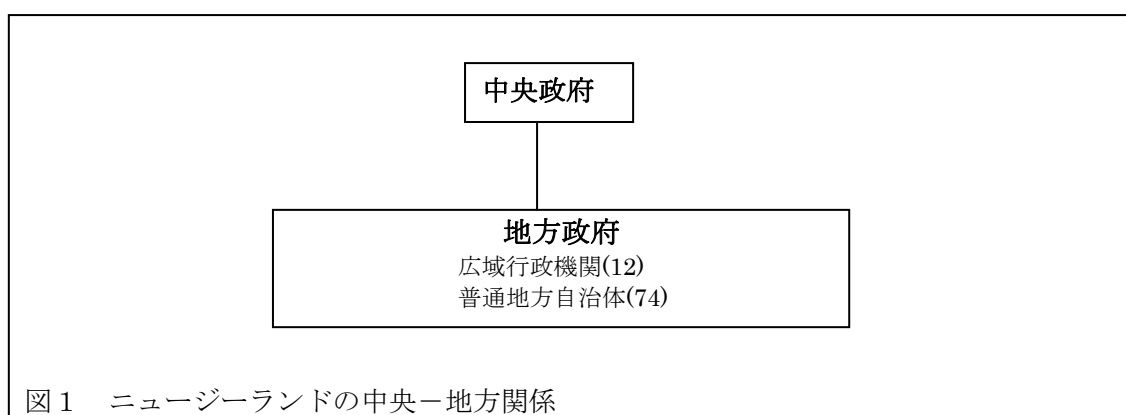 中央政府
地方政府
広域行政機関(12)
普通地方自治体(74)
図１　ニュージーランドの中央－地方関係